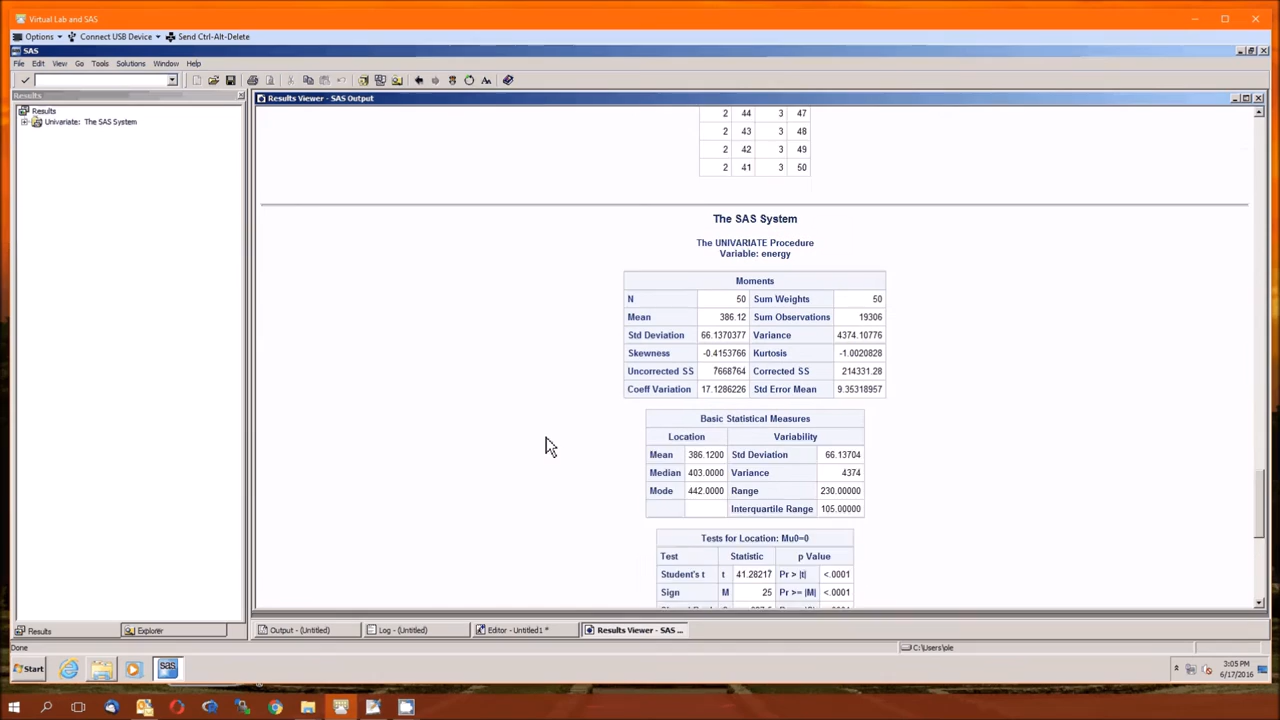 Virtual Lab and SAS
Options Connect USB Device Send Ctrl-Alt-Delete
SAS
File Edit View Go Tools Solutions Window Help
Results
Results Viewer - SAS Output
Results
Univariate: The SAS System
2 44 3 47
2 43 3 48
2 42 3 49
2 41 3 50
The SAS System
The UNIVARIATE Procedure
Variable: energy
Moments
N 50 Sum Weights 50
Mean 386.12 Sum Observations 19306
Std Deviation 66.1370377 Variance 4374.10776
Skewness -0.4153766 Kurtosis -1.0020828
Uncorrected SS 7668764 Corrected SS 214331.28
Coeff Variation 17.1286226 Std Error Mean 9.35318957
Basic Statistical Measures
Location Variability
Mean 386.1200 Std Deviation 66.13704
Median 403.0000 Variance 4374
Mode 442.0000 Range 230.00000
Interquartile Range 105.00000
Tests for Location: Mu0=0
Test Statistic p Value
Student's t t 41.28217 Pr > |t| <.0001
Sign M 25 Pr >= |M| <.0001
Results Explorer Output - (Untitled) Log - (Untitled) Editor - Untitled1 * Results Viewer - SAS ...
Done C:\Users\ple
Start sas 3:05 PM
6/17/2016